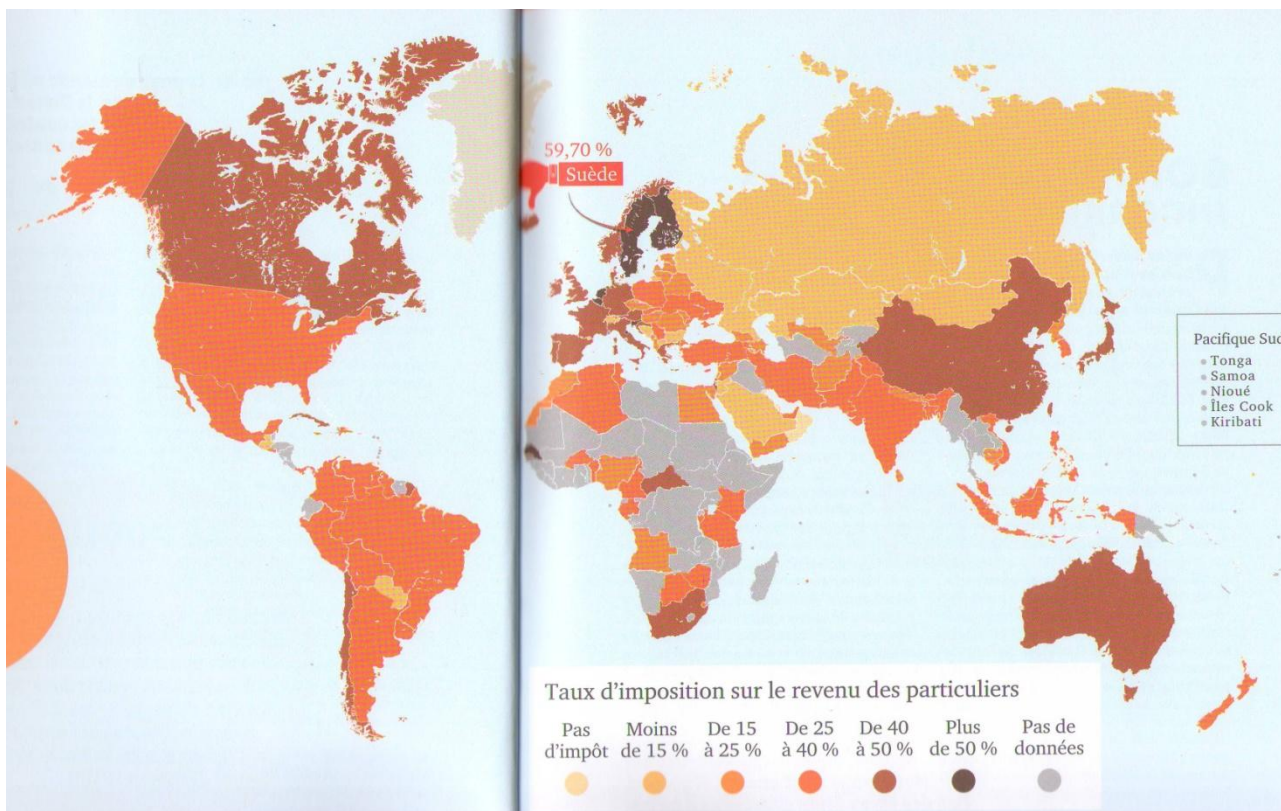 59,70 %
Suède
Pacifique Sud
Tonga
Samoa
Nioué
Îles Cook
Kiribati
Taux d'imposition sur le revenu des particuliers
Pas d'impôt
Moins de 15 %
De 15 à 25 %
De 25 à 40 %
De 40 à 50 %
Plus de 50 %
Pas de données